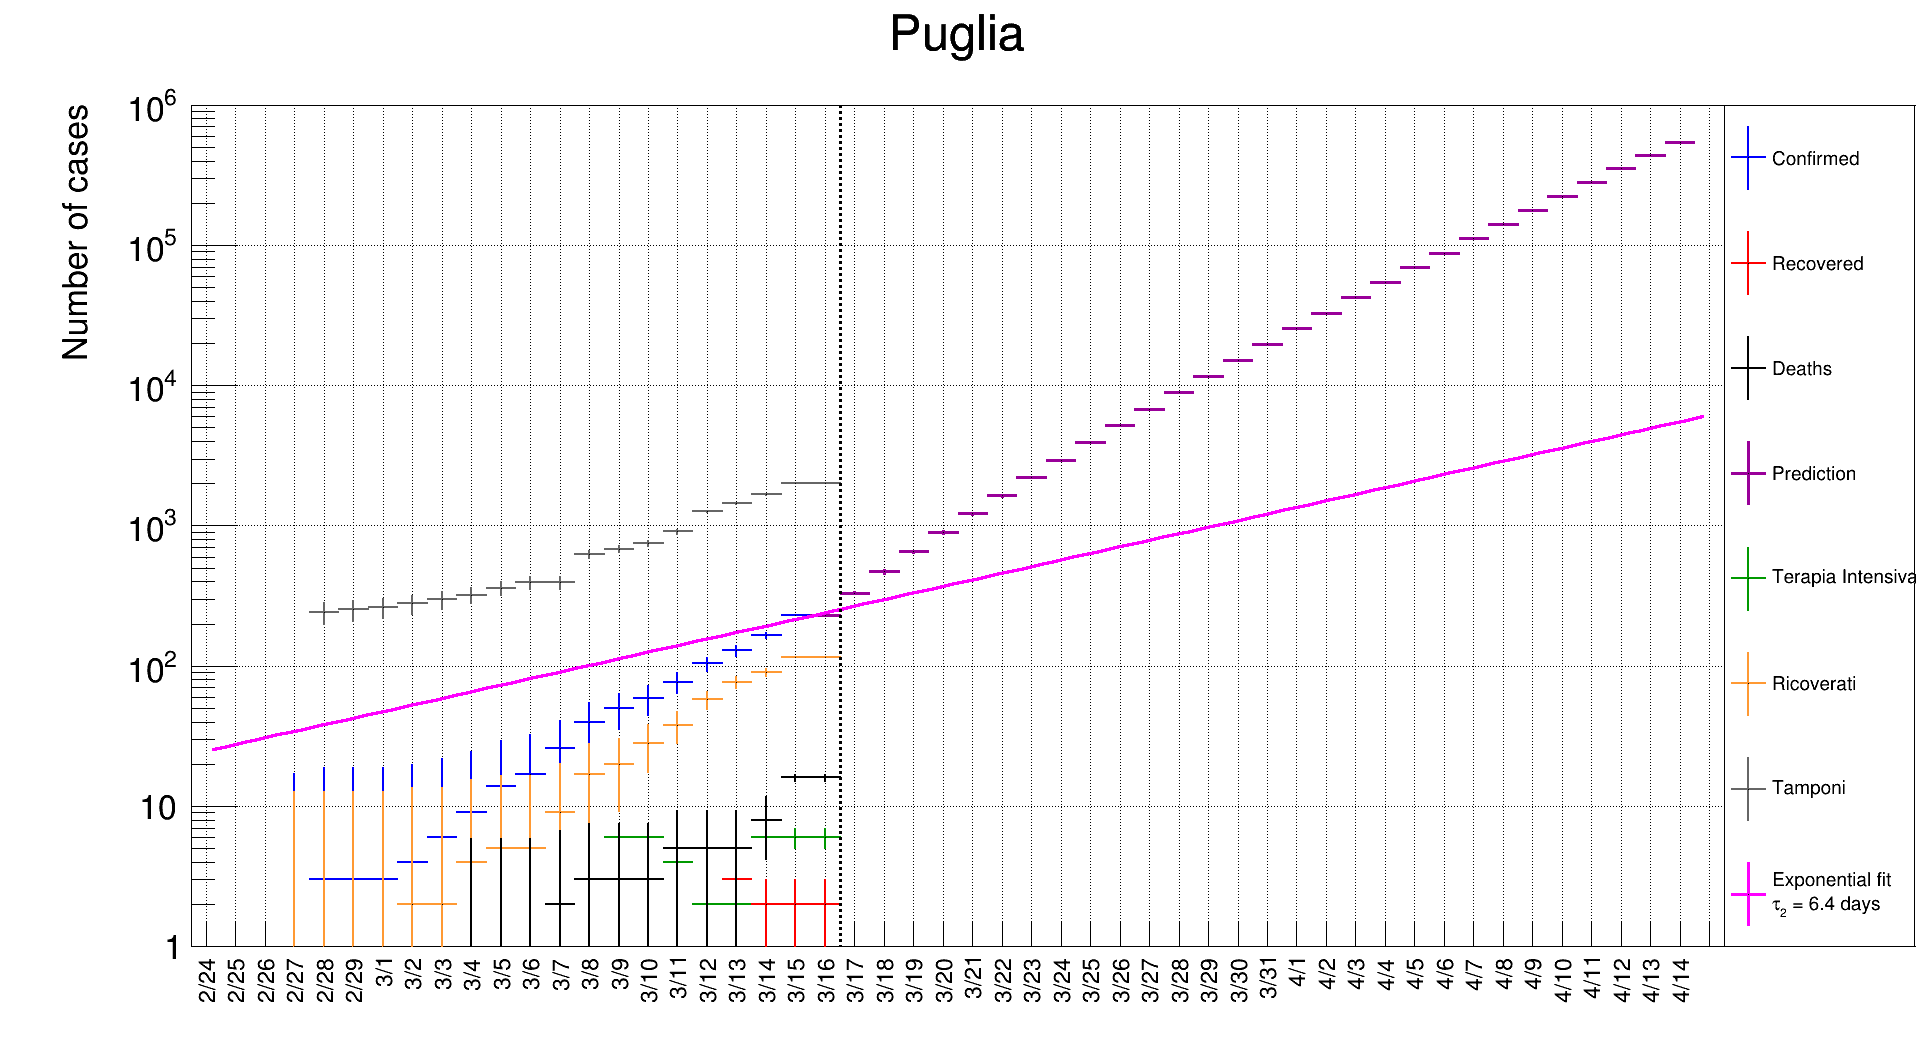 Puglia
Number of cases
10^6
10^5
10^4
10^3
10^2
10
1
2/24 2/25 2/26 2/27 2/28 2/29 3/1 3/2 3/3 3/4 3/5 3/6 3/7 3/8 3/9 3/10 3/11 3/12 3/13 3/14 3/15 3/16 3/17 3/18 3/19 3/20 3/21 3/22 3/23 3/24 3/25 3/26 3/27 3/28 3/29 3/30 3/31 4/1 4/2 4/3 4/4 4/5 4/6 4/7 4/8 4/9 4/10 4/11 4/12 4/13 4/14
Confirmed
Recovered
Deaths
Prediction
Terapia Intensiva
Ricoverati
Tamponi
Exponential fit
τ_2 = 6.4 days